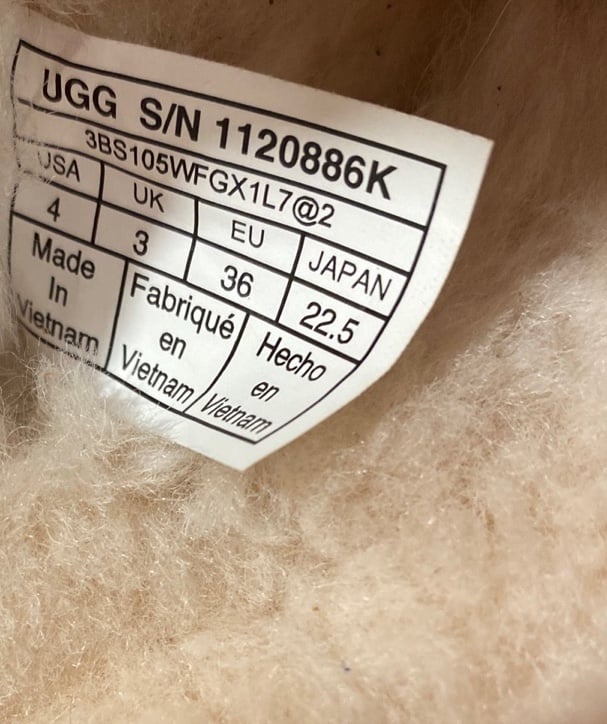 UGG S/N 1120886K
3BS105WFGX1L7@2
USA UK EU JAPAN
4 3 36 22.5
Made
In
Vietnam
Fabriqué
en
Vietnam
Hecho
en
Vietnam